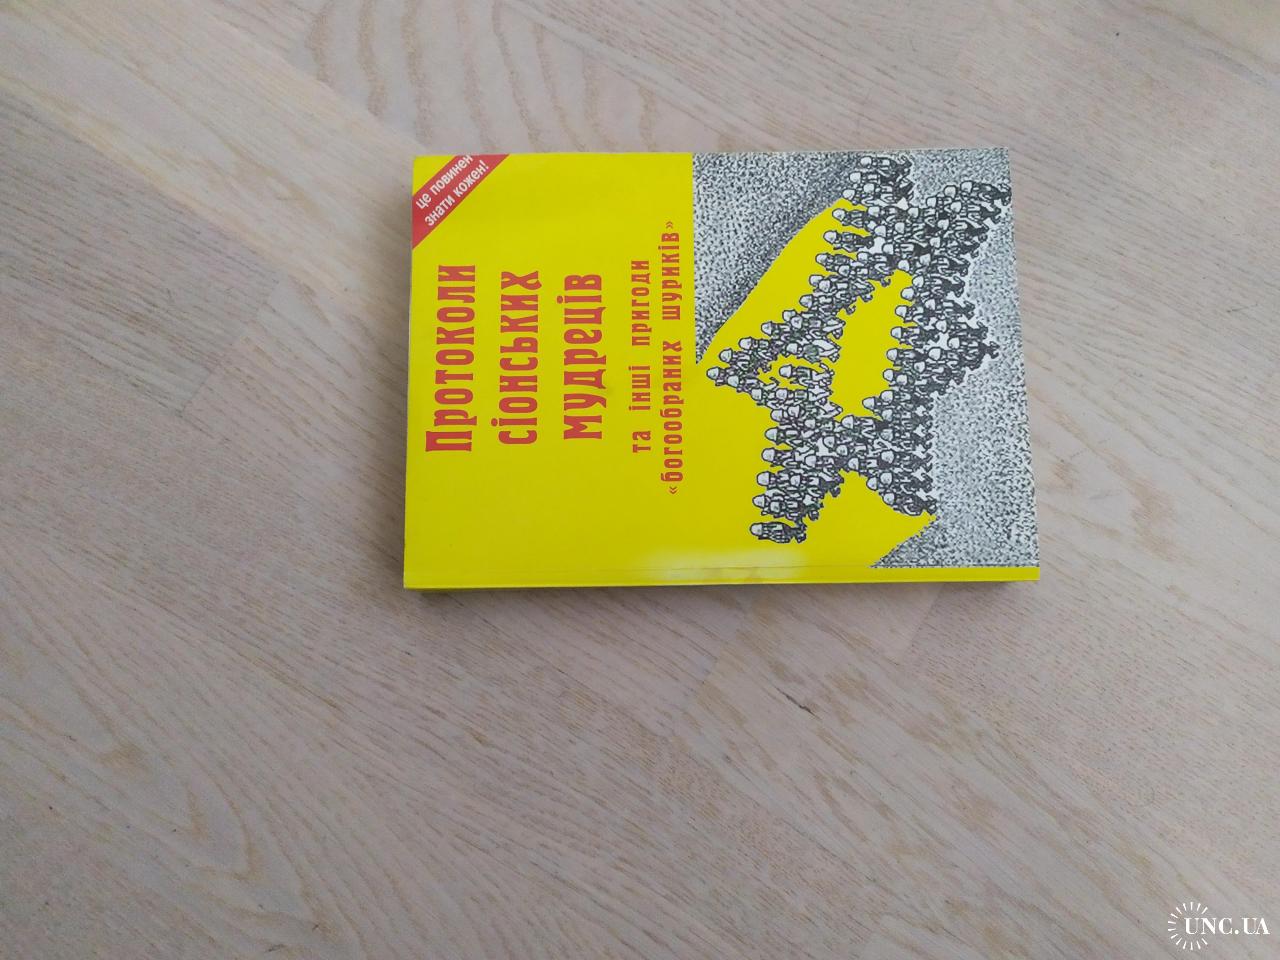 це повинен
знати кожен!
Протоколи
сіонських
мудреців
та інші пригоди
«богообраних шуриків»
UNC.UA